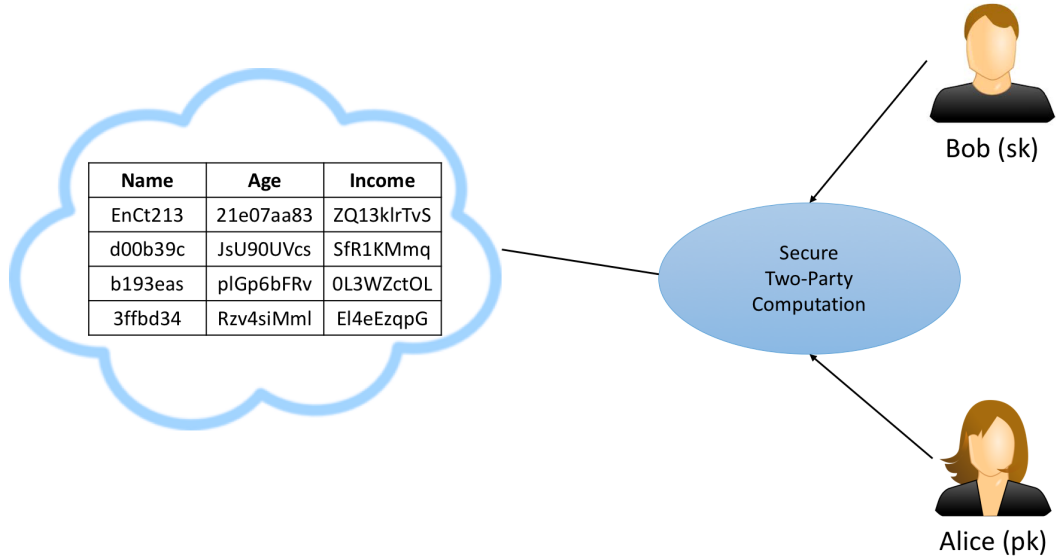 Name Age Income
EnCt213 21e07aa83 ZQ13klrTvS
d00b39c JsU90UVcs SfR1KMmq
b193eas plGp6bFRv 0L3WZctOL
3ffbd34 Rzv4siMml El4eEzqpG
Bob (sk)
Secure
Two-Party
Computation
Alice (pk)